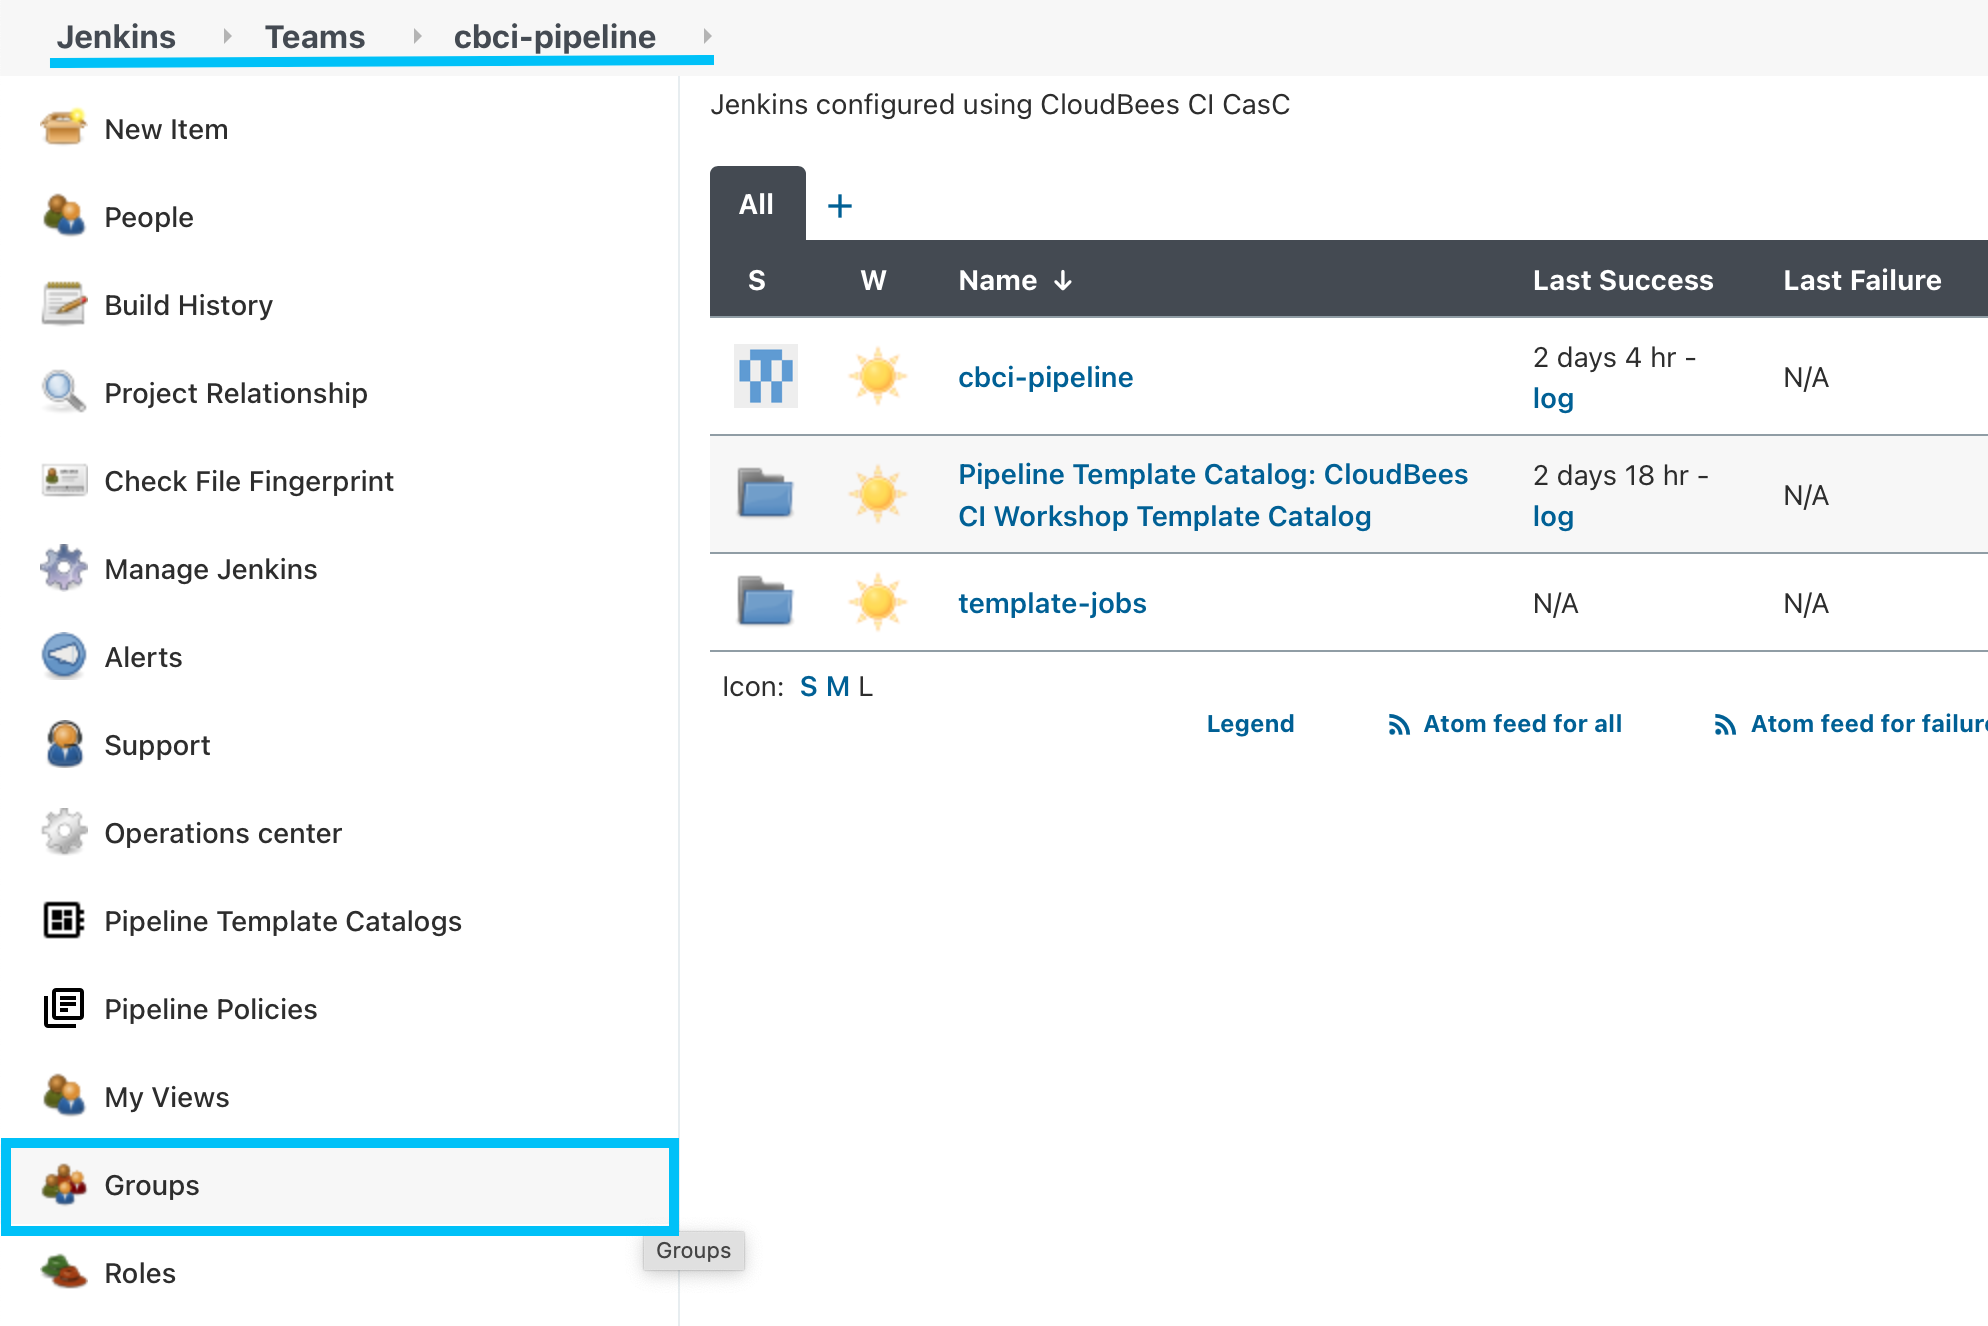 Jenkins Teams cbci-pipeline
New Item
People
Build History
Project Relationship
Check File Fingerprint
Manage Jenkins
Alerts
Support
Operations center
Pipeline Template Catalogs
Pipeline Policies
My Views
Groups
Groups
Roles
Jenkins configured using CloudBees CI CasC
All +
S W Name ↓ Last Success Last Failure
cbci-pipeline 2 days 4 hr - N/A
log
Pipeline Template Catalog: CloudBees 2 days 18 hr - N/A
CI Workshop Template Catalog log
template-jobs N/A N/A
Icon: S M L
Legend Atom feed for all Atom feed for failure